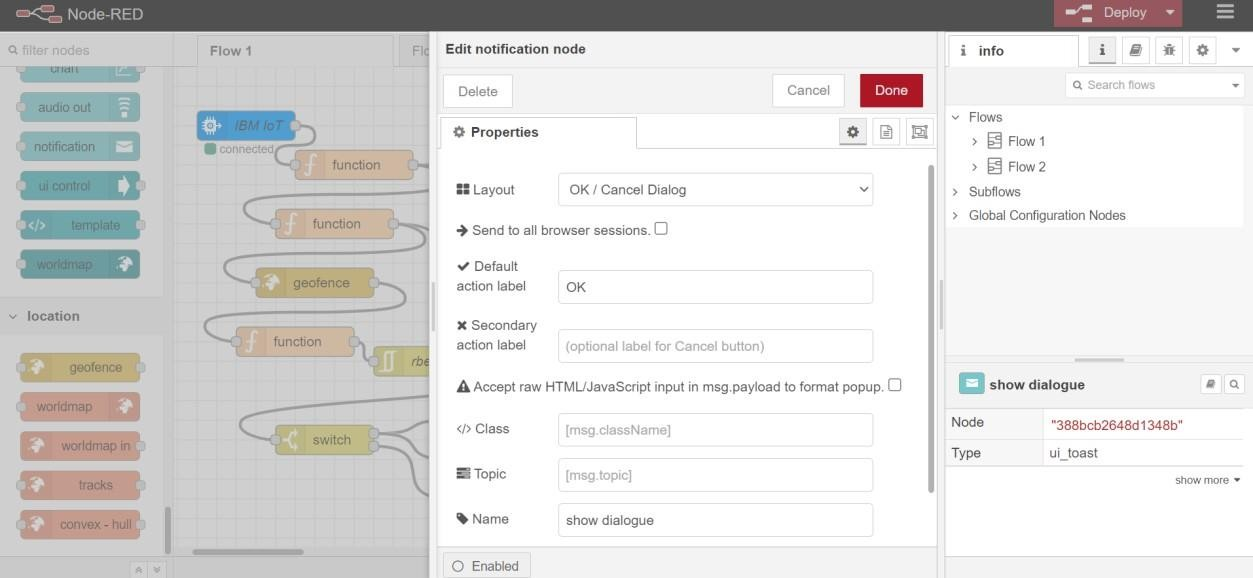 Node-RED
Deploy
filter nodes
chart
audio out
notification
ui control
</> template
worldmap
location
geofence
worldmap
worldmap in
tracks
convex - hull
Flow 1
Flo
IBM IoT
connected
function
function
geofence
function
rbe
switch
Edit notification node
Delete
Cancel
Done
Properties
Layout
OK / Cancel Dialog
Send to all browser sessions.
Default
action label
OK
Secondary
action label
(optional label for Cancel button)
Accept raw HTML/JavaScript input in msg.payload to format popup.
</> Class
[msg.className]
Topic
[msg.topic]
Name
show dialogue
Enabled
i info
i
Search flows
Flows
Flow 1
Flow 2
Subflows
Global Configuration Nodes
show dialogue
Node
"388bcb2648d1348b"
Type
ui_toast
show more